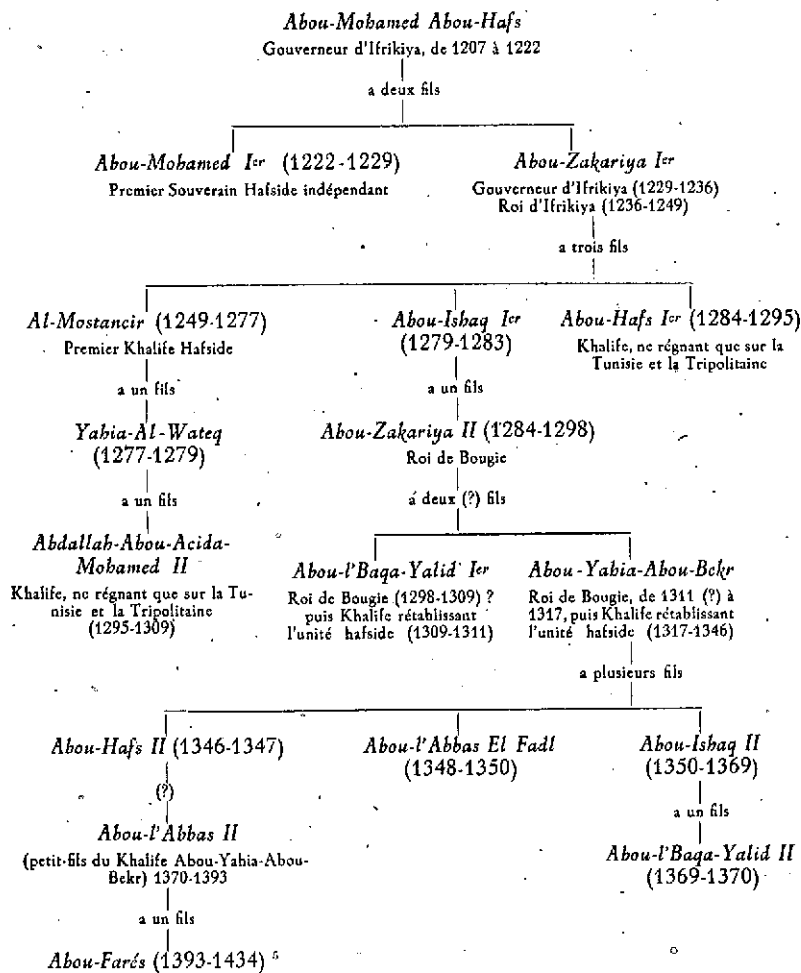 Abou-Mohamed Abou-Hafs
Gouverneur d'Ifrikiya, de 1207 à 1222
a deux fils
Abou-Mohamed Ier (1222-1229)
Premier Souverain Hafside indépendant
Abou-Zakariya Ier
Gouverneur d'Ifrikiya (1229-1236)
Roi d'Ifrikiya (1236-1249)
a trois fils
Al-Mostancir (1249-1277)
Premier Khalife Hafside
Abou-Ishaq Ier
(1279-1283)
Abou-Hafs Ier (1284-1295)
Khalife, ne régnant que sur la
Tunisie et la Tripolitaine
a un fils
a un fils
Yahia-Al-Wateq
(1277-1279)
Abou-Zakariya II (1284-1298)
Roi de Bougie
a un fils
á deux (?) fils
Abdallah-Abou-Acida-
Mohamed II
Khalife, ne régnant que sur la Tu-
nisie et la Tripolitaine
(1295-1309)
Abou-l'Baqa-Yalid Ier
Roi de Bougie (1298-1309) ?
puis Khalife rétablissant
l'unité hafside (1309-1311)
Abou-Yahia-Abou-Bekr
Roi de Bougie, de 1311 (?) à
1317, puis Khalife rétablissant
l'unité hafside (1317-1346)
a plusieurs fils
Abou-Hafs II (1346-1347)
Abou-l'Abbas El Fadl
(1348-1350)
Abou-Ishaq II
(1350-1369)
(?)
a un fils
Abou-l'Abbas II
(petit-fils du Khalife Abou-Yahia-Abou-
Bekr) 1370-1393
Abou-l'Baqa-Yalid II
(1369-1370)
a un fils
Abou-Farés (1393-1434) 5